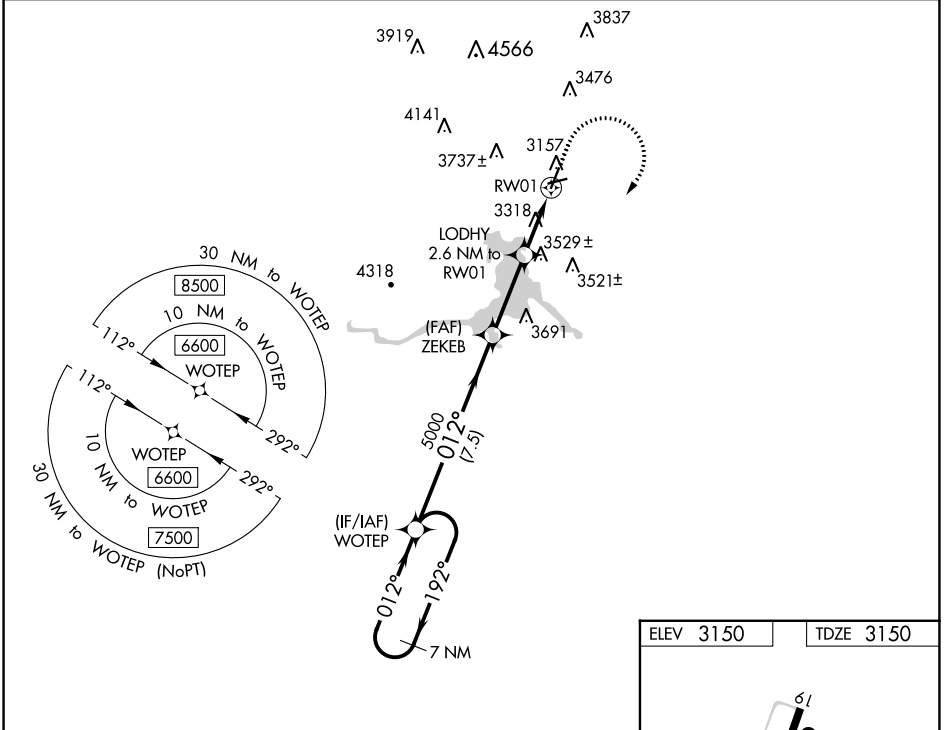 3919
4566
3837
3476
4141
3737±
3157
RW01
3318
LODHY
2.6 NM to
RW01
3529±
3521±
4318
(FAF)
ZEKEB
3691
30 NM to WOTEP
8500
10 NM to WOTEP
6600
WOTEP
112°
292°
112°
292°
WOTEP
6600
10 NM to WOTEP
7500
30 NM to WOTEP (NoPT)
5000
012°
(7.5)
(IF/IAF)
WOTEP
012°
192°
7 NM
ELEV 3150
TDZE 3150
19